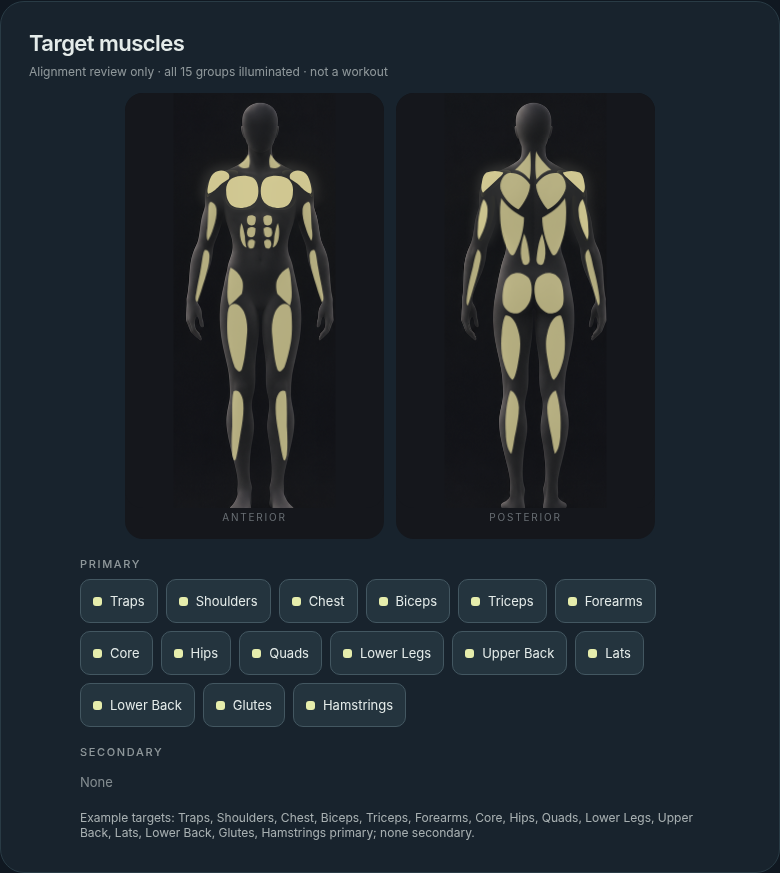 Target muscles
Alignment review only · all 15 groups illuminated · not a workout
ANTERIOR
POSTERIOR
PRIMARY
Traps
Shoulders
Chest
Biceps
Triceps
Forearms
Core
Hips
Quads
Lower Legs
Upper Back
Lats
Lower Back
Glutes
Hamstrings
SECONDARY
None
Example targets: Traps, Shoulders, Chest, Biceps, Triceps, Forearms, Core, Hips, Quads, Lower Legs, Upper
Back, Lats, Lower Back, Glutes, Hamstrings primary; none secondary.